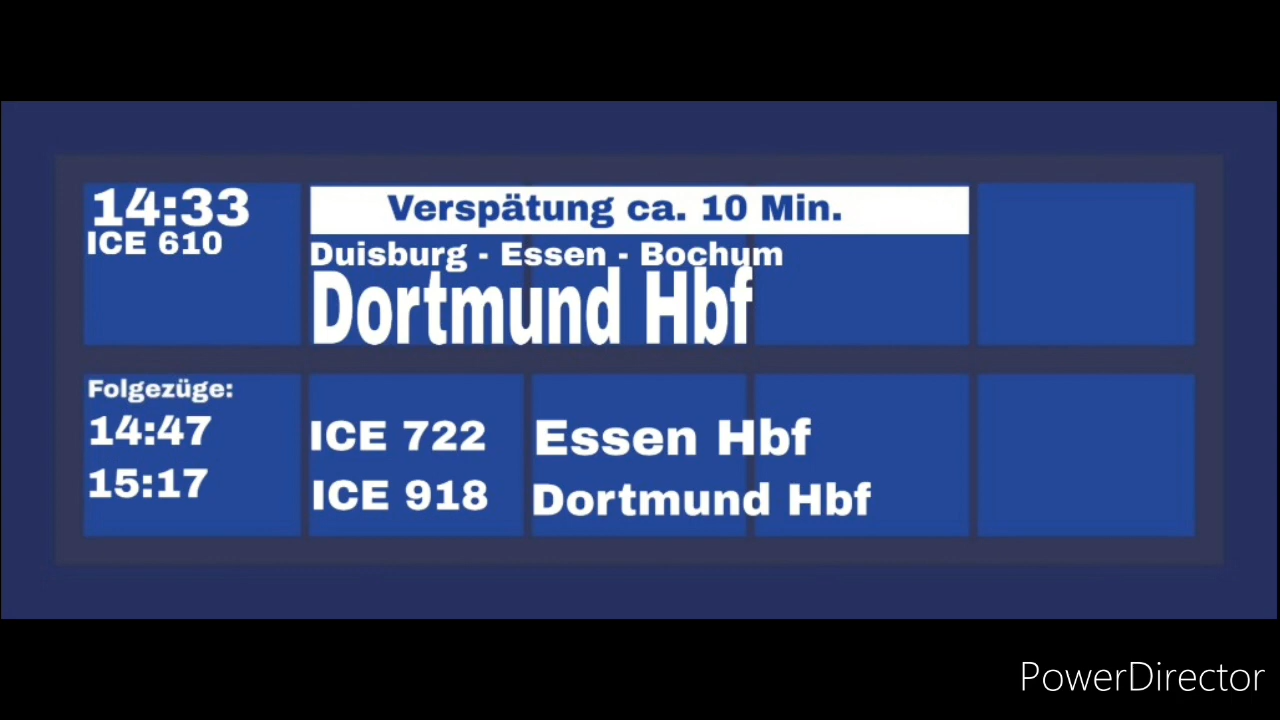 14:33
ICE 610
Verspätung ca. 10 Min.
Duisburg - Essen - Bochum
Dortmund Hbf
Folgezüge:
14:47 ICE 722 Essen Hbf
15:17 ICE 918 Dortmund Hbf
PowerDirector